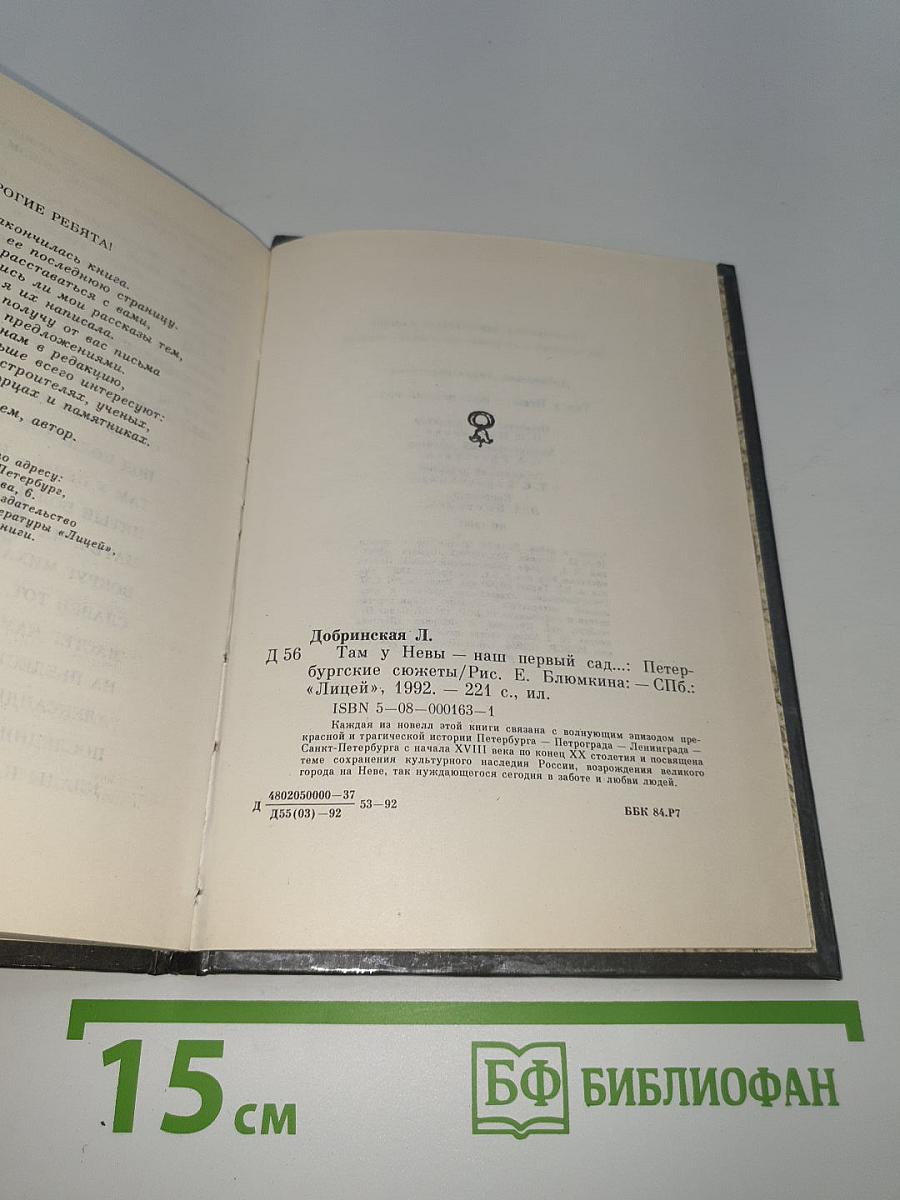 РОГИЕ РЕБЯТА!
акончилась книга.
ее последнюю страницу.
расставаться с вами,
ись ли мои рассказы тем,
я их написала.
получу от вас письма
предложениями.
нам в редакцию,
ьше всего интересуют:
строителях, ученых,
орцах и памятниках.
ем, автор.
о адресу:
Петербург,
ва, 6.
здательство
ературы «Лицей»,
ниги.
Добринская Л.
Д 56 Там у Невы — наш первый сад...: Петер-
бургские сюжеты/Рис. Е. Блюмкина: — СПб.:
«Лицей», 1992. — 221 с., ил.
ISBN 5—08—000163—1
Каждая из новелл этой книги связана с волнующим эпизодом пре-
красной и трагической истории Петербурга — Петрограда — Ленинграда —
Санкт-Петербурга с начала XVIII века по конец XX столетия и посвящена
теме сохранения культурного наследия России, возрождения великого
города на Неве, так нуждающегося сегодня в заботе и любви людей.
4802050000—37
Д 53—92
Д55(03)—92
ББК 84.Р7
15 см
БФ БИБЛИОФАН